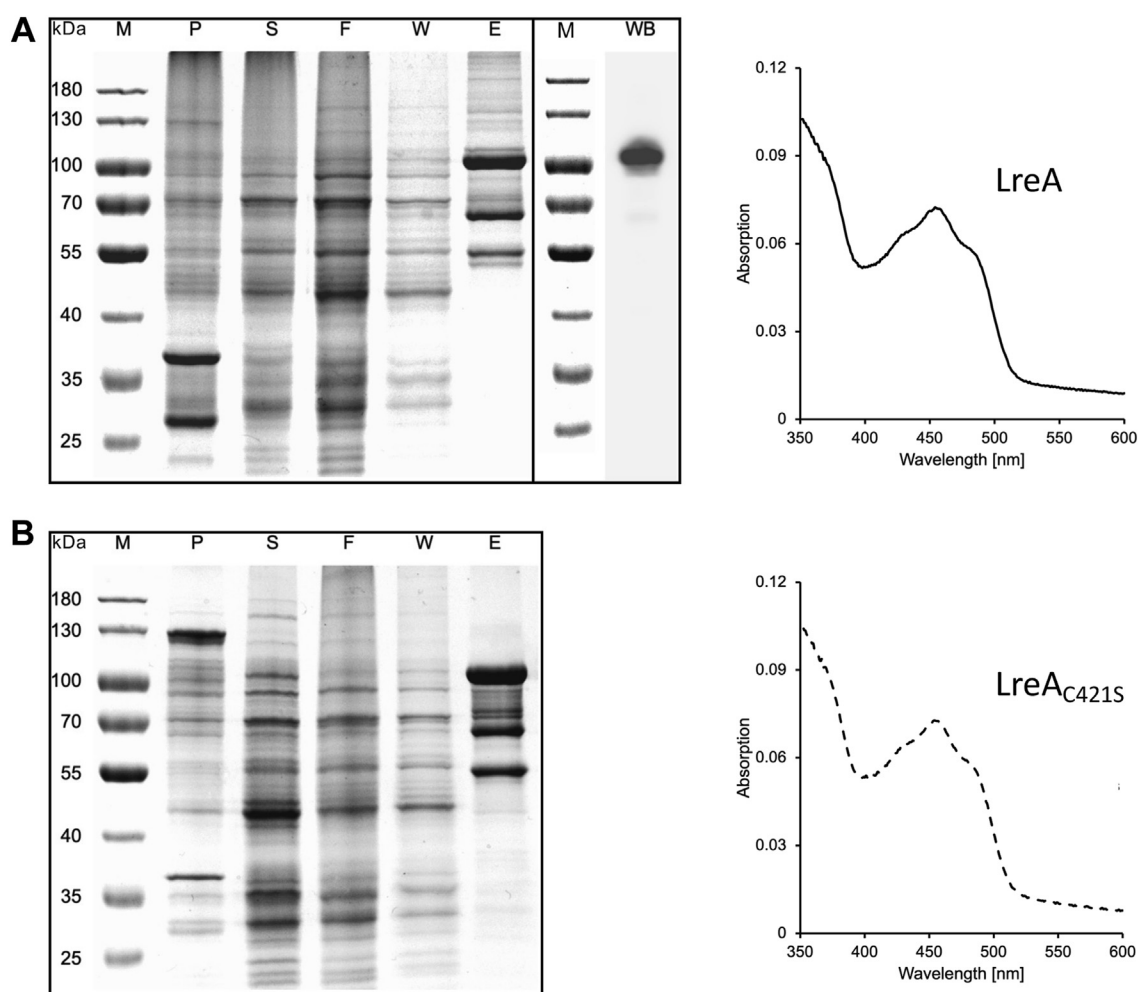 A
kDa M P S F W E M WB
180
130
100
70
55
40
35
25
0.12
0.09
0.06
0.03
0
Absorption
LreA
350 400 450 500 550 600
Wavelength [nm]
B
kDa M P S F W E
180
130
100
70
55
40
35
25
0.12
0.09
0.06
0.03
0
Absorption
LreAC421S
350 400 450 500 550 600
Wavelength [nm]